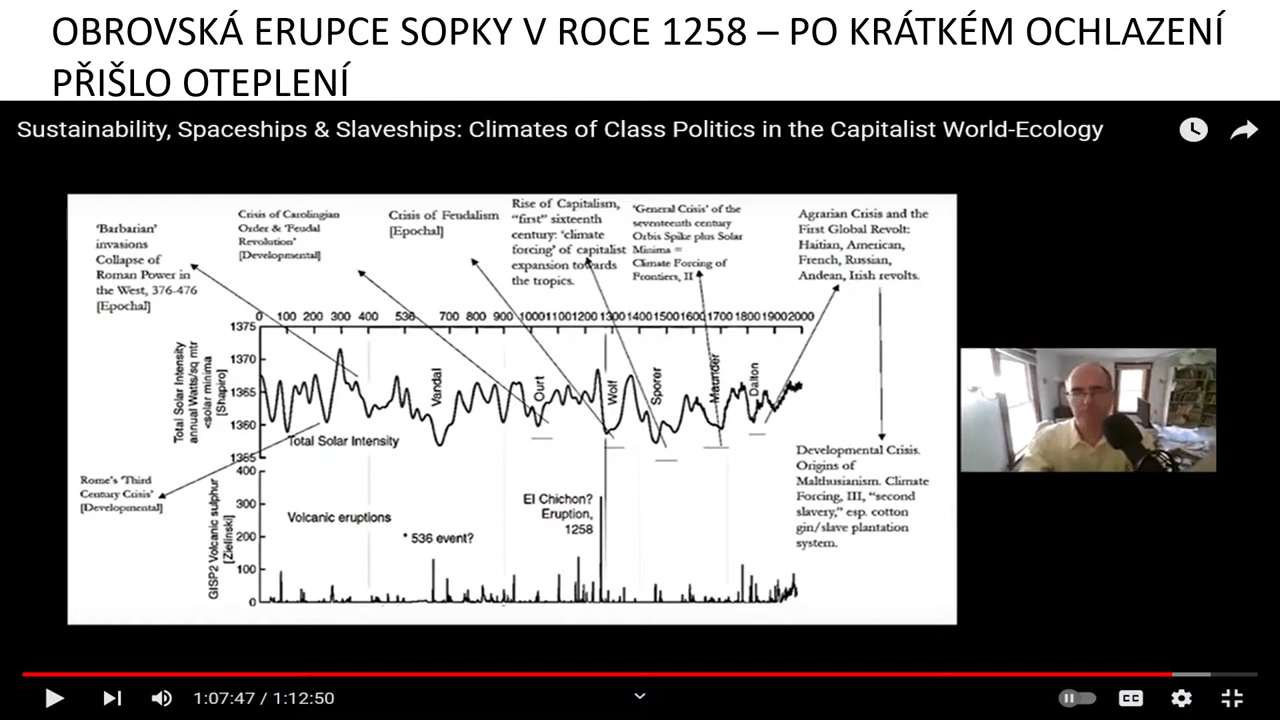 OBROVSKÁ ERUPCE SOPKY V ROCE 1258 – PO KRÁTKÉM OCHLAZENÍ
PŘIŠLO OTEPLENÍ
Sustainability, Spaceships & Slaveships: Climates of Class Politics in the Capitalist World-Ecology
'Barbarian'
invasions
Collapse of
Roman Power in
the West, 376-476
[Epochal]
Crisis of Carolingian
Order & 'Feudal
Revolution'
[Developmental]
Crisis of Feudalism
[Epochal]
Rise of Capitalism,
"first" sixteenth
century: 'climate
forcing' of capitalist
expansion towards
the tropics.
'General Crisis' of the
seventeenth century
Orbis Spike plus Solar
Minima =
Climate Forcing of
Frontiers, II
Agrarian Crisis and the
First Global Revolt:
Haitian, American,
French, Russian,
Andean, Irish revolts.
0 100 200 300 400 536 700 800 900 1000 1100 1200 1300 1400 1500 1600 1700 1800 1900 2000
1375
1370
1365
1360
1365
Total Solar Intensity
annual Watts/sq mtr
<solar minima
[Shapiro]
Vandal
Ourt
Wolf
Sporer
Maunder
Dalton
Total Solar Intensity
Rome's 'Third
Century Crisis'
[Developmental]
400
300
200
100
0
GISP2 Volcanic sulphur
[Zielinski]
Volcanic eruptions
* 536 event?
El Chichon?
Eruption,
1258
Developmental Crisis.
Origins of
Malthusianism. Climate
Forcing, III, "second
slavery," esp. cotton
gin/slave plantation
system.
1:07:47 / 1:12:50
CC